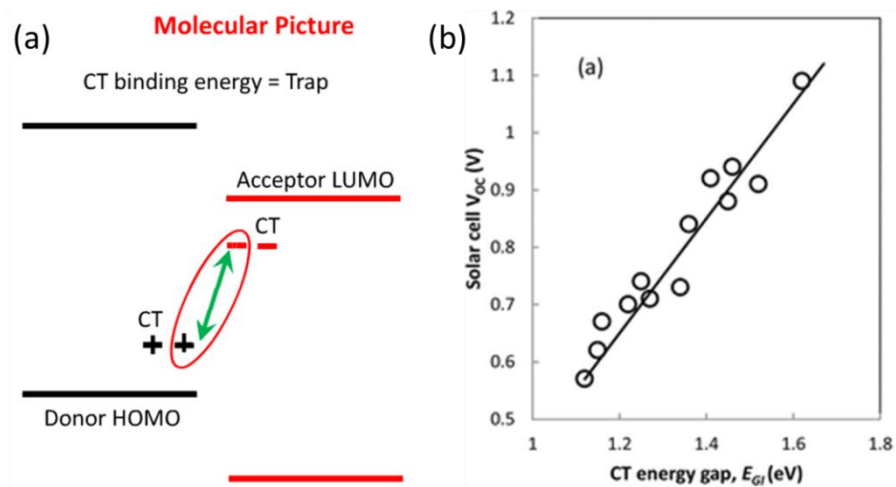 (a)
Molecular Picture
CT binding energy = Trap
Acceptor LUMO
CT
CT
Donor HOMO
(b)
(a)
Solar cell VOC (V)
1.2
1.1
1
0.9
0.8
0.7
0.6
0.5
1
1.2
1.4
1.6
1.8
CT energy gap, EGI (eV)